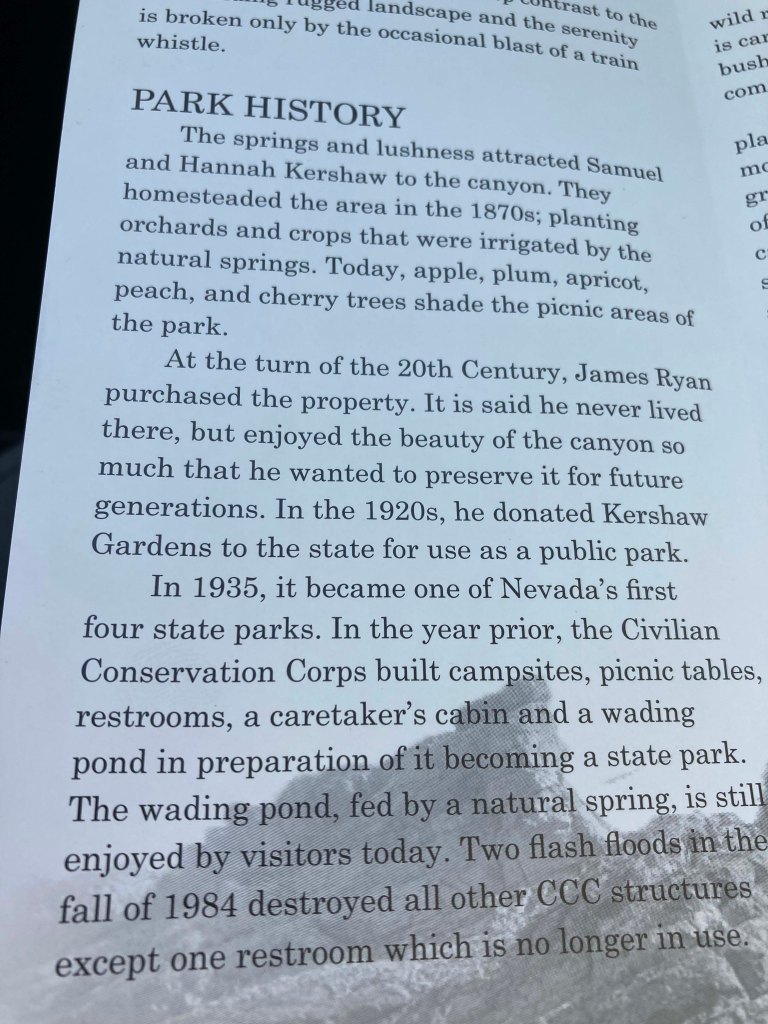 rugged landscape and the serenity
is broken only by the occasional blast of a train
whistle.
PARK HISTORY
The springs and lushness attracted Samuel
and Hannah Kershaw to the canyon. They
homesteaded the area in the 1870s; planting
orchards and crops that were irrigated by the
natural springs. Today, apple, plum, apricot,
peach, and cherry trees shade the picnic areas of
the park.
At the turn of the 20th Century, James Ryan
purchased the property. It is said he never lived
there, but enjoyed the beauty of the canyon so
much that he wanted to preserve it for future
generations. In the 1920s, he donated Kershaw
Gardens to the state for use as a public park.
In 1935, it became one of Nevada's first
four state parks. In the year prior, the Civilian
Conservation Corps built campsites, picnic tables,
restrooms, a caretaker's cabin and a wading
pond in preparation of it becoming a state park.
The wading pond, fed by a natural spring, is still
enjoyed by visitors today. Two flash floods in the
fall of 1984 destroyed all other CCC structures
except one restroom which is no longer in use.
wild
is